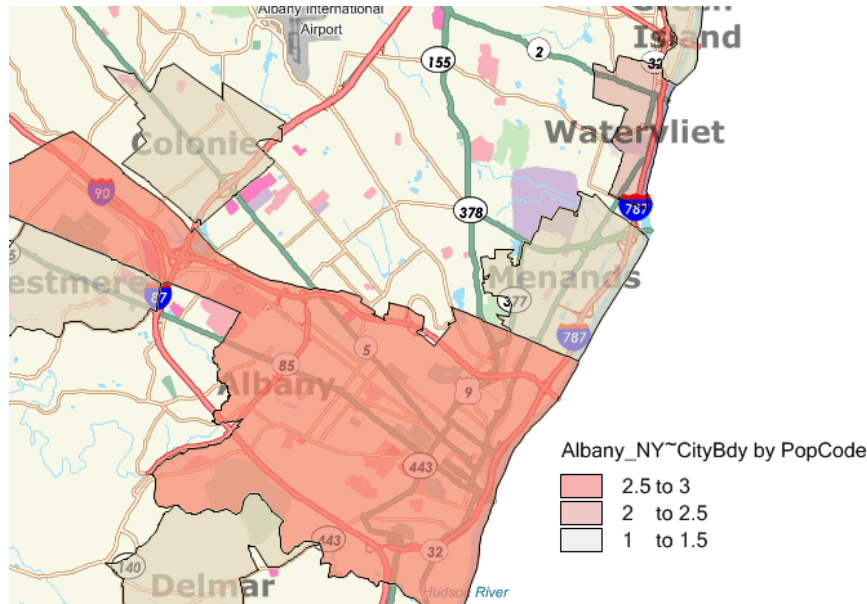 Albany International
Airport
Green
Island
2
32
155
Colonie
Watervliet
90
378
787
5
estmere
Menands
87
377
787
5
85
Albany
9
443
443
32
140
Delmar
Hudson River
Albany_NY~CityBdy by PopCode
2.5 to 3
2 to 2.5
1 to 1.5